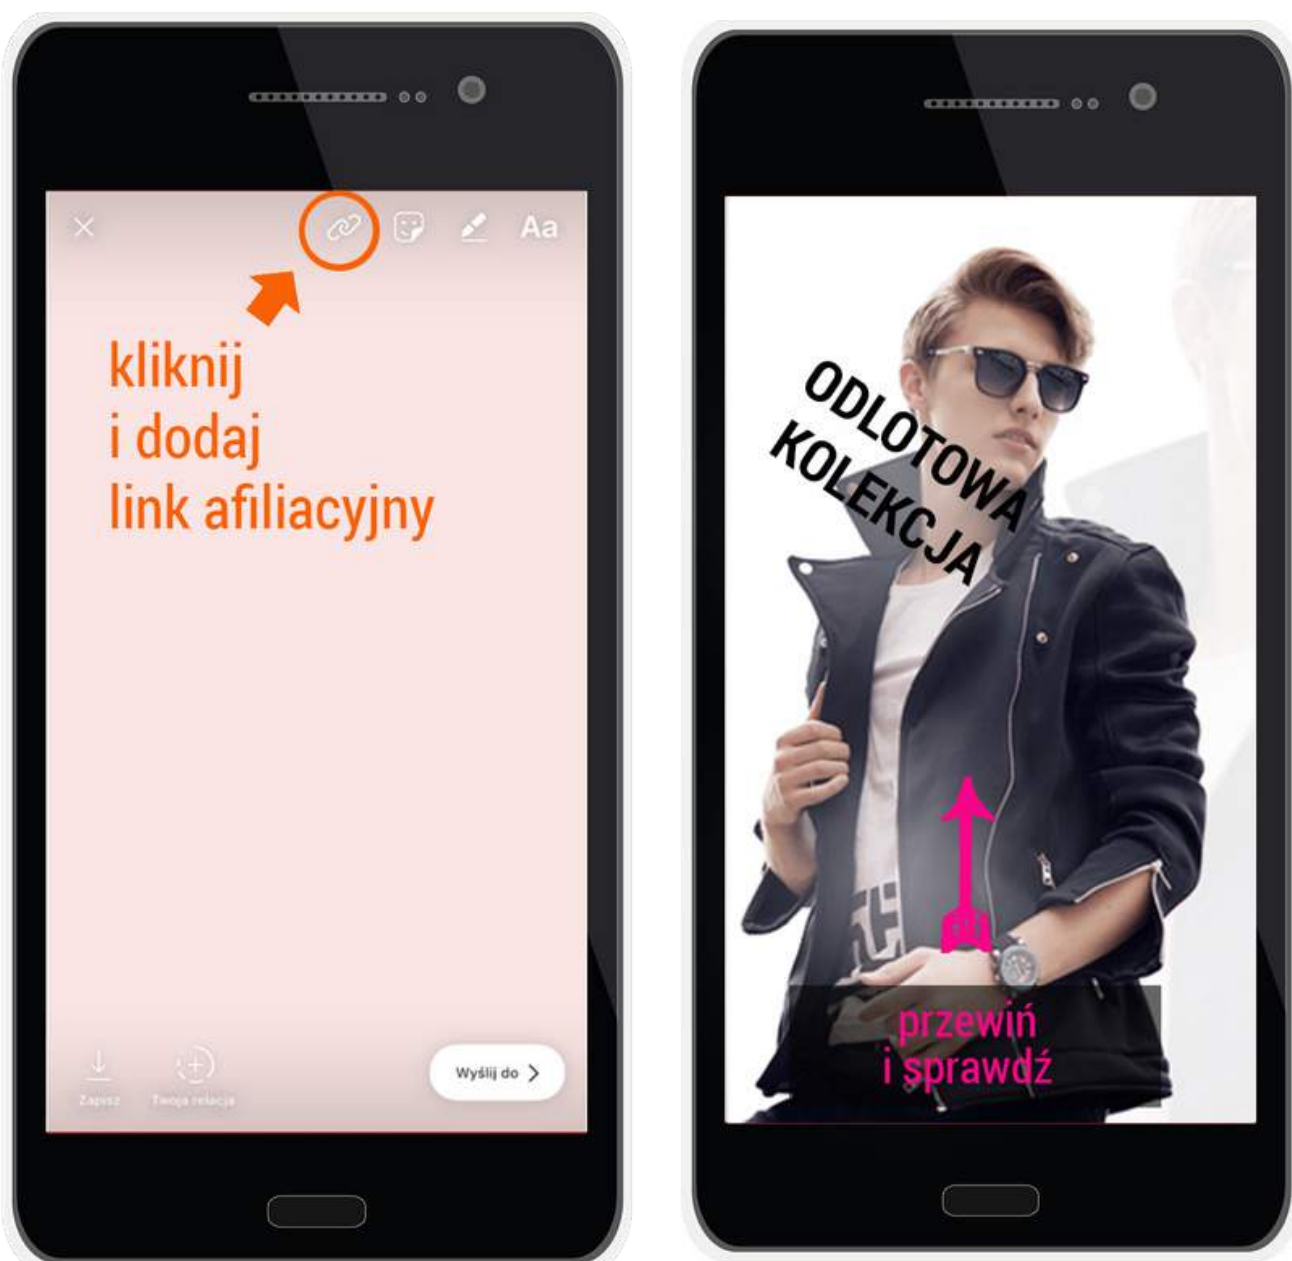 Aa
kliknij
i dodaj
link afiliacyjny
Zapisz
Twoja relacja
Wyślij do
ODLOTOWA
KOLEKCJA
przewiń
i sprawdź